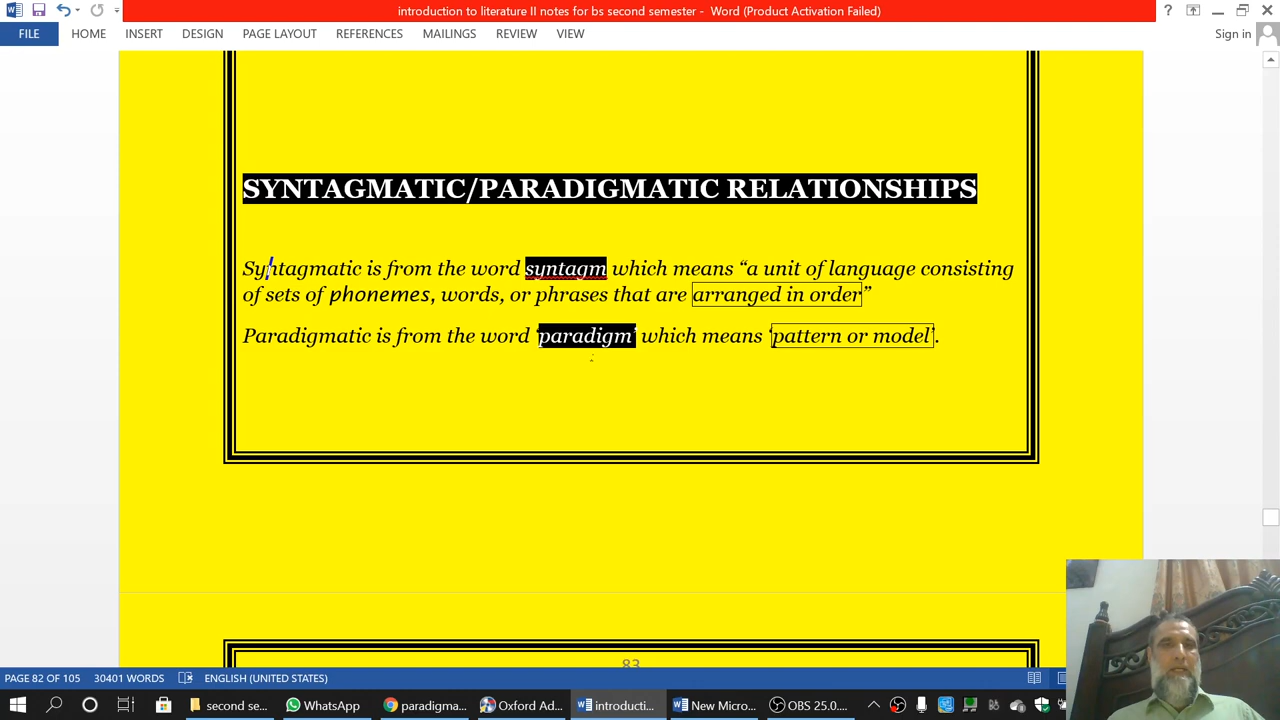 introduction to literature II notes for bs second semester - Word (Product Activation Failed)
FILE HOME INSERT DESIGN PAGE LAYOUT REFERENCES MAILINGS REVIEW VIEW Sign in
SYNTAGMATIC/PARADIGMATIC RELATIONSHIPS
Syntagmatic is from the word syntagm which means “a unit of language consisting
of sets of phonemes, words, or phrases that are arranged in order”
Paradigmatic is from the word ‘paradigm’ which means ‘pattern or model’.
83
PAGE 82 OF 105 30401 WORDS ENGLISH (UNITED STATES)
second se... WhatsApp paradigma... Oxford Ad... introducti... New Micro... OBS 25.0....